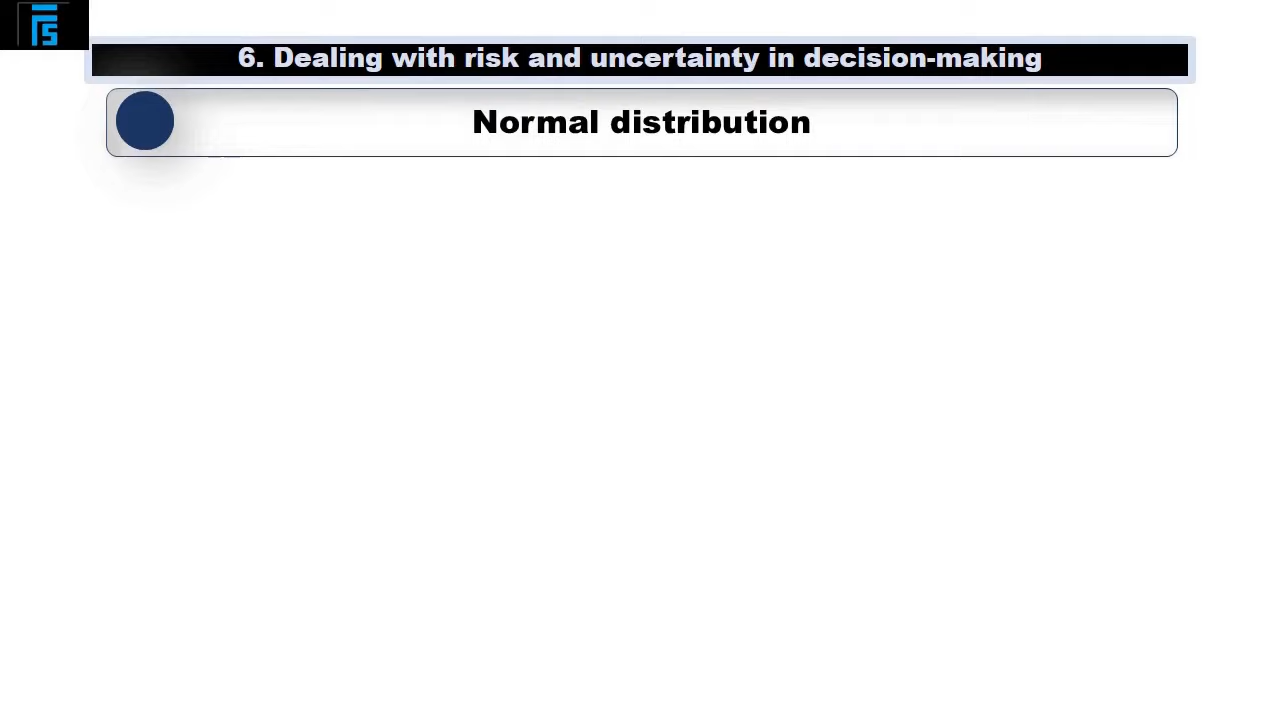 6. Dealing with risk and uncertainty in decision-making
Normal distribution